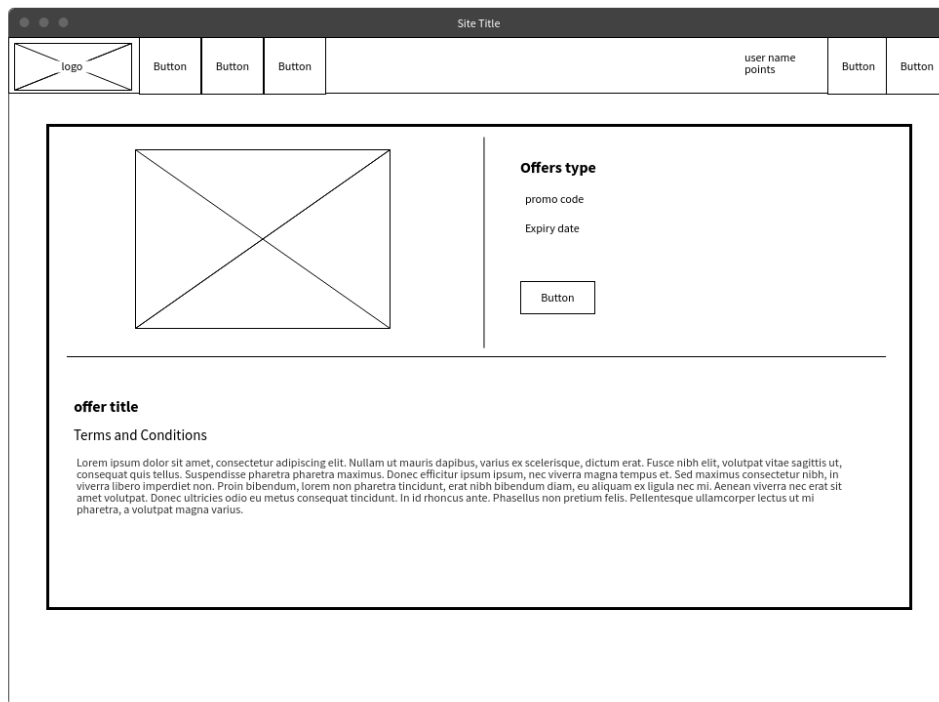 Site Title
logo
Button
Button
Button
user name
points
Button
Button
Offers type
promo code
Expiry date
Button
offer title
Terms and Conditions
Lorem ipsum dolor sit amet, consectetur adipiscing elit. Nullam ut mauris dapibus, varius ex scelerisque, dictum erat. Fusce nibh elit, volutpat vitae sagittis ut,
consequat quis tellus. Suspendisse pharetra pharetra maximus. Donec efficitur ipsum ipsum, nec viverra magna tempus et. Sed maximus consectetur nibh, in
viverra libero imperdiet non. Proin bibendum, lorem non pharetra tincidunt, erat nibh bibendum diam, eu aliquam ex ligula nec mi. Aenean viverra nec erat sit
amet volutpat. Donec ultricies odio eu metus consequat tincidunt. In id rhoncus ante. Phasellus non pretium felis. Pellentesque ullamcorper lectus ut mi
pharetra, a volutpat magna varius.